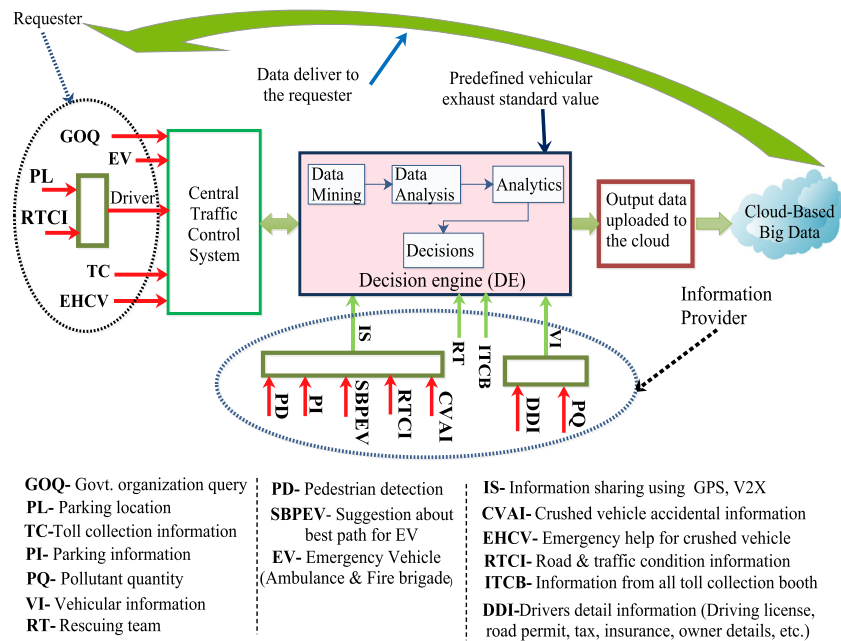 Requester
Data deliver to
the requester
Predefined vehicular
exhaust standard value
GOQ
EV
PL
Driver
RTCI
TC
EHCV
Central
Traffic
Control
System
Data
Mining
Data
Analysis
Analytics
Decisions
Decision engine (DE)
Output data
uploaded to
the cloud
Cloud-Based
Big Data
Information
Provider
IS
RT
ITCB
VI
PD
PI
SBPEV
RTCI
CVAI
DDI
PQ
GOQ- Govt. organization query
PL- Parking location
TC-Toll collection information
PI- Parking information
PQ- Pollutant quantity
VI- Vehicular information
RT- Rescuing team
PD- Pedestrian detection
SBPEV- Suggestion about
best path for EV
EV- Emergency Vehicle
(Ambulance & Fire brigade)
IS- Information sharing using GPS, V2X
CVAI- Crushed vehicle accidental information
EHCV- Emergency help for crushed vehicle
RTCI- Road & traffic condition information
ITCB- Information from all toll collection booth
DDI-Drivers detail information (Driving license,
road permit, tax, insurance, owner details, etc.)